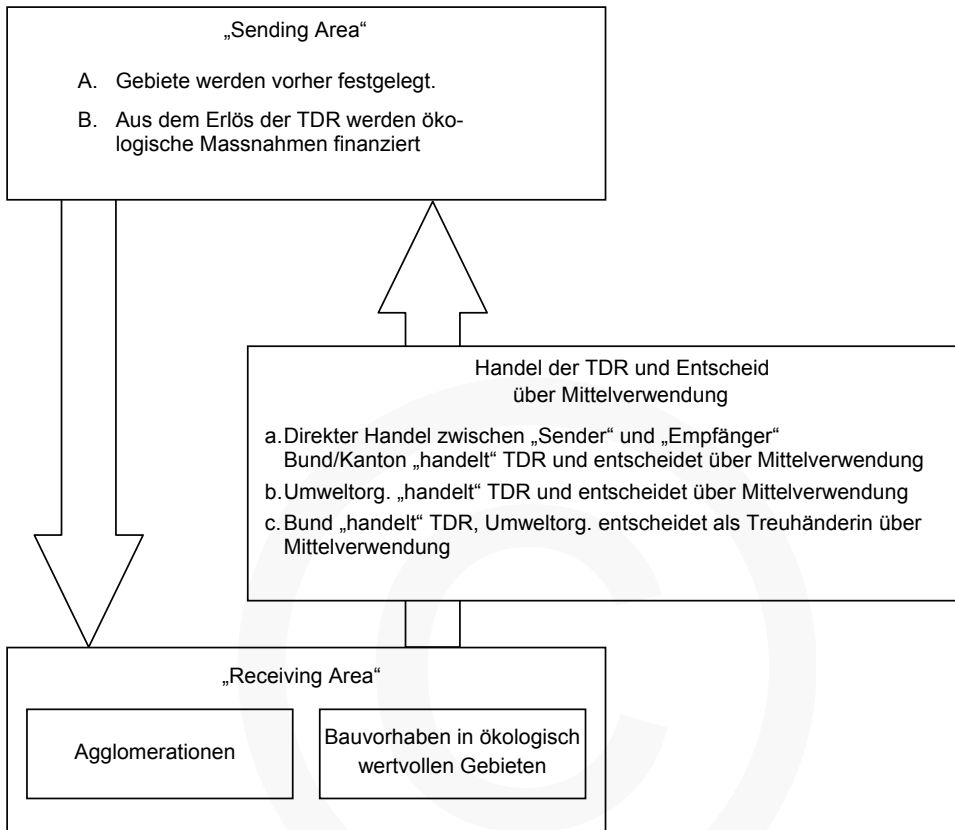 „Sending Area“
A. Gebiete werden vorher festgelegt.
B. Aus dem Erlös der TDR werden öko-
logische Massnahmen finanziert
Handel der TDR und Entscheid
über Mittelverwendung
a. Direkter Handel zwischen „Sender“ und „Empfänger“
Bund/Kanton „handelt“ TDR und entscheidet über Mittelverwendung
b. Umweltorg. „handelt“ TDR und entscheidet über Mittelverwendung
c. Bund „handelt“ TDR, Umweltorg. entscheidet als Treuhänderin über
Mittelverwendung
„Receiving Area“
Agglomerationen
Bauvorhaben in ökologisch
wertvollen Gebieten